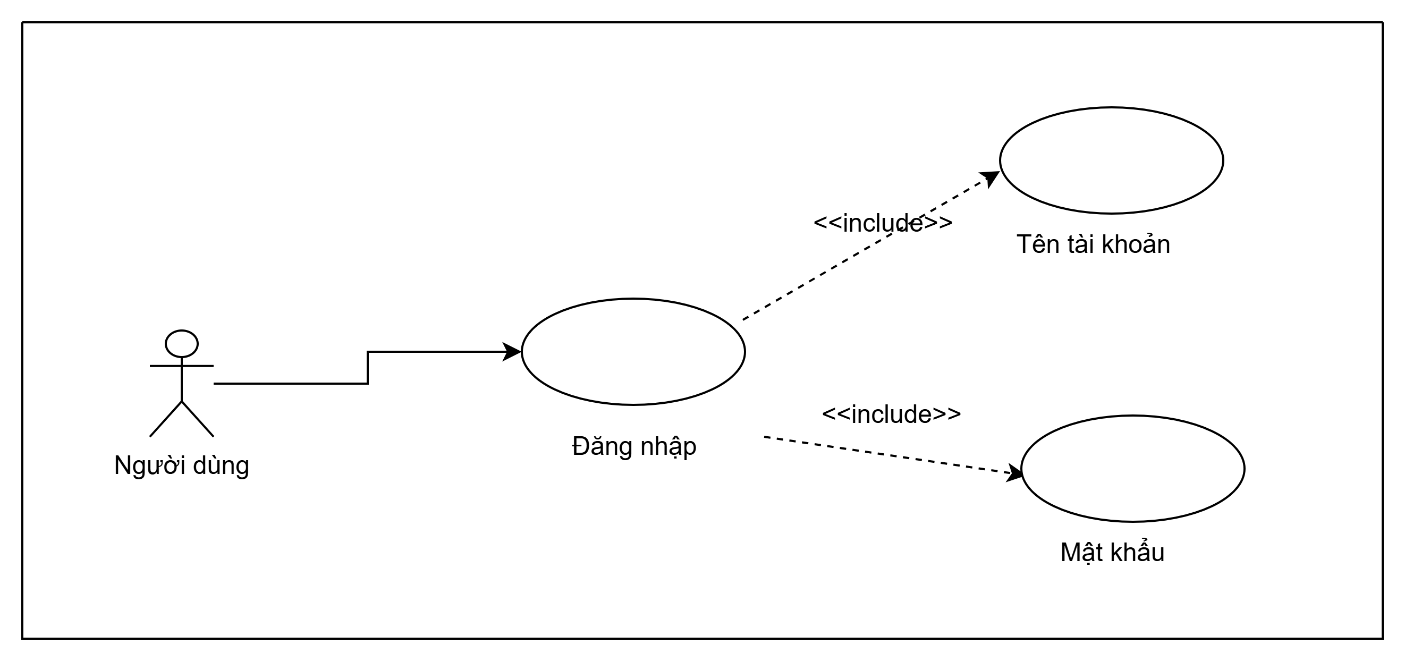 <<include>>
Tên tài khoản
<<include>>
Đăng nhập
Người dùng
Mật khẩu